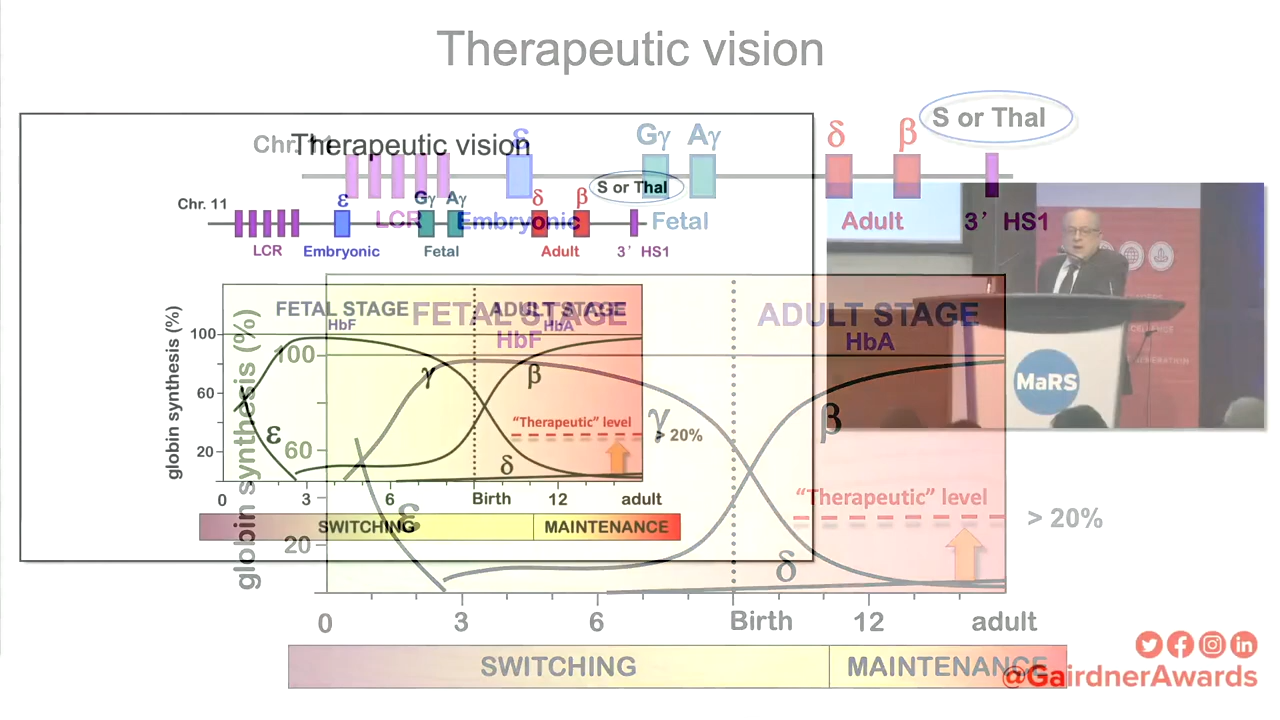 Therapeutic vision
S or Thal
δ β
Gγ Aγ
ε
Chr.
LCR Embryonic Fetal Adult 3’ HS1
Therapeutic vision
S or Thal
ε Gγ Aγ δ β
Chr. 11
LCR Embryonic Fetal Adult 3’ HS1
FETAL STAGE ADULT STAGE
HbF HbA
globin synthesis (%)
100
60
20
γ
β
ε
δ
“Therapeutic” level
> 20%
0 3 6 Birth 12 adult
SWITCHING MAINTENANCE
FETAL STAGE ADULT STAGE
HbF HbA
globin synthesis (%)
100
60
20
γ
β
ε
δ
“Therapeutic” level
> 20%
0 3 6 Birth 12 adult
SWITCHING MAINTENANCE
MaRS
@GairdnerAwards